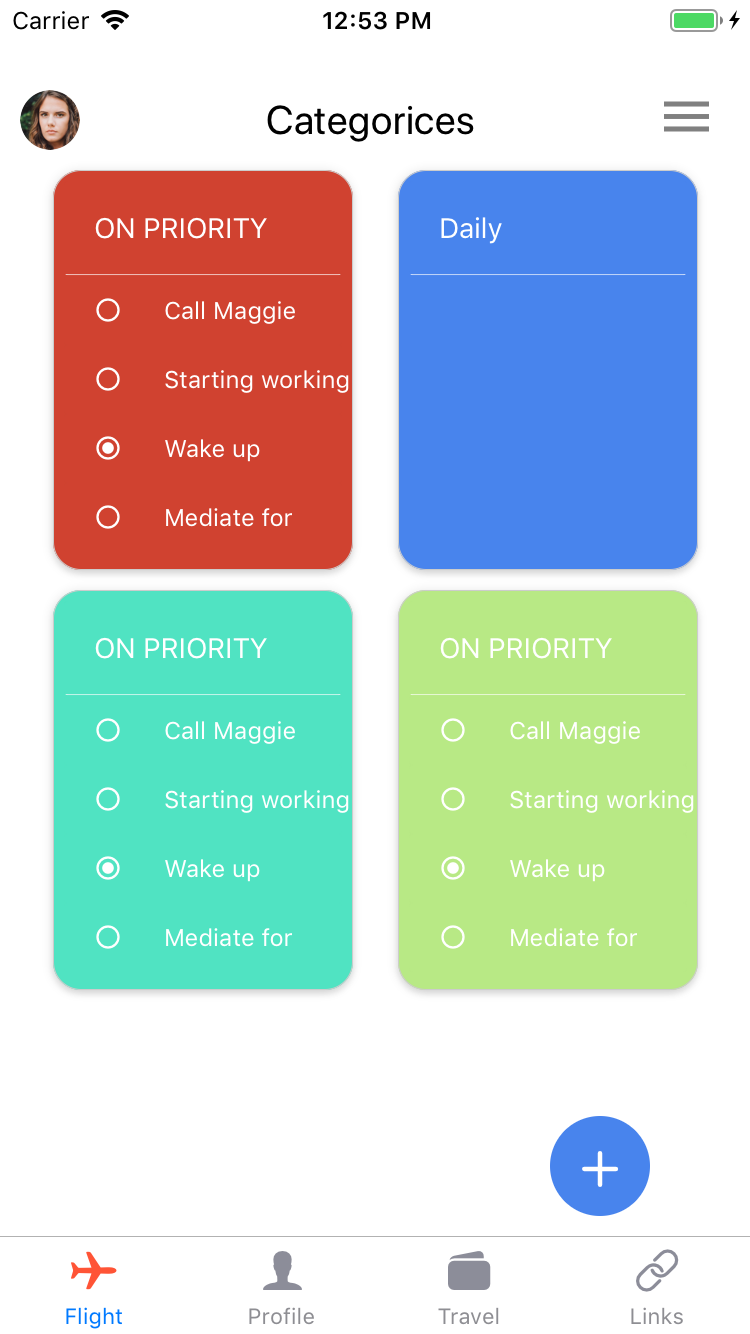 Carrier 12:53 PM
Categorices
ON PRIORITY
Call Maggie
Starting working
Wake up
Mediate for
Daily
ON PRIORITY
Call Maggie
Starting working
Wake up
Mediate for
ON PRIORITY
Call Maggie
Starting working
Wake up
Mediate for
Flight Profile Travel Links